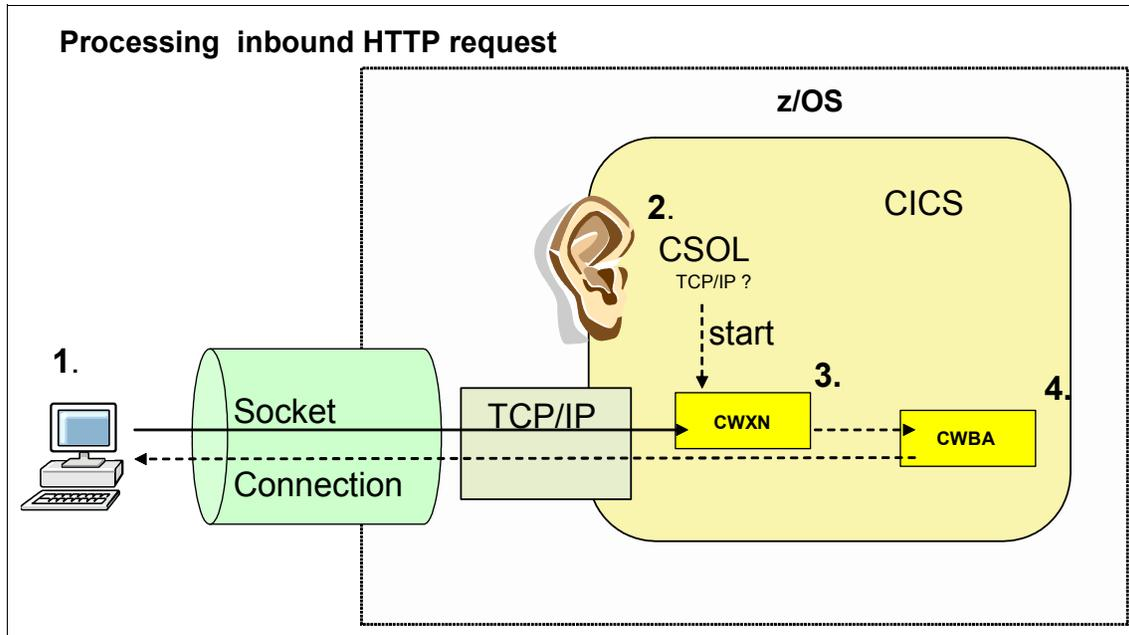 Processing inbound HTTP request
z/OS
CICS
2.
CSOL
TCP/IP ?
start
1.
3.
4.
Socket
TCP/IP
CWXN
CWBA
Connection